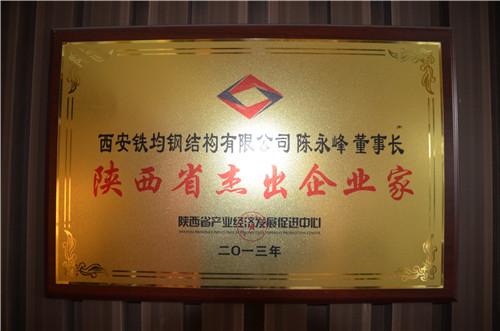 西安铁均钢结构有限公司 陈永峰 董事长
陕西省杰出企业家
陕西省产业经济发展促进中心
二〇一三年